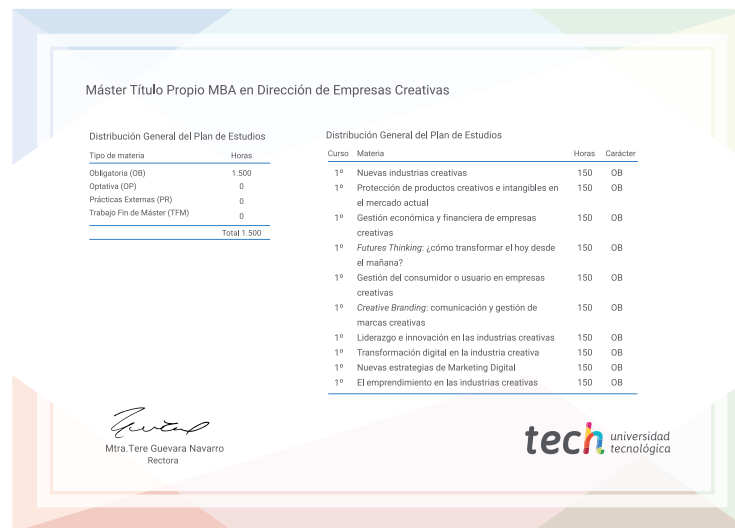 Máster Título Propio MBA en Dirección de Empresas Creativas
Distribución General del Plan de Estudios
Tipo de materia Horas
Obligatoria (OB) 1.500
Optativa (OP) 0
Prácticas Externas (PR) 0
Trabajo Fin de Máster (TFM) 0
Total 1.500
Distribución General del Plan de Estudios
Curso Materia Horas Carácter
1º Nuevas industrias creativas 150 OB
1º Protección de productos creativos e intangibles en 150 OB
el mercado actual
1º Gestión económica y financiera de empresas 150 OB
creativas
1º Futures Thinking: ¿cómo transformar el hoy desde 150 OB
el mañana?
1º Gestión del consumidor o usuario en empresas 150 OB
creativas
1º Creative Branding: comunicación y gestión de 150 OB
marcas creativas
1º Liderazgo e innovación en las industrias creativas 150 OB
1º Transformación digital en la industria creativa 150 OB
1º Nuevas estrategias de Marketing Digital 150 OB
1º El emprendimiento en las industrias creativas 150 OB
Mtra.Tere Guevara Navarro
Rectora
tech universidad
tecnológica